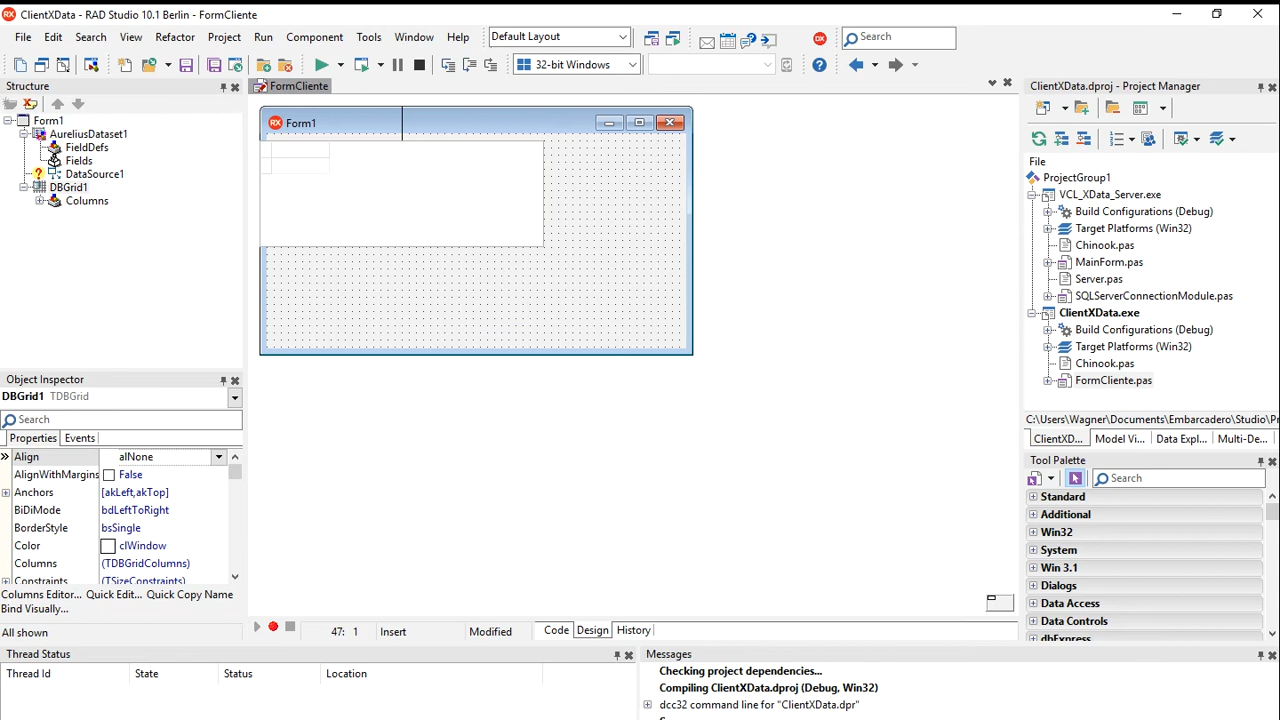 ClientXData - RAD Studio 10.1 Berlin - FormCliente
File Edit Search View Refactor Project Run Component Tools Window Help Default Layout Search
32-bit Windows
Structure
Form1
AureliusDataset1
FieldDefs
Fields
DataSource1
DBGrid1
Columns
Object Inspector
DBGrid1 TDBGrid
Search
Properties Events
Align alNone
AlignWithMargins False
Anchors [akLeft,akTop]
BiDiMode bdLeftToRight
BorderStyle bsSingle
Color clWindow
Columns (TDBGridColumns)
Constraints (TSizeConstraints)
Columns Editor... Quick Edit... Quick Copy Name
Bind Visually...
All shown
FormCliente
Form1
47: 1 Insert Modified Code Design History
ClientXData.dproj - Project Manager
File
ProjectGroup1
VCL_XData_Server.exe
Build Configurations (Debug)
Target Platforms (Win32)
Chinook.pas
MainForm.pas
Server.pas
SQLServerConnectionModule.pas
ClientXData.exe
Build Configurations (Debug)
Target Platforms (Win32)
Chinook.pas
FormCliente.pas
C:\Users\Wagner\Documents\Embarcadero\Studio\Pr
ClientXD... Model Vi... Data Expl... Multi-De...
Tool Palette
Search
Standard
Additional
Win32
System
Win 3.1
Dialogs
Data Access
Data Controls
dbExpress
Thread Status
Thread Id State Status Location
Messages
Checking project dependencies...
Compiling ClientXData.dproj (Debug, Win32)
dcc32 command line for "ClientXData.dpr"